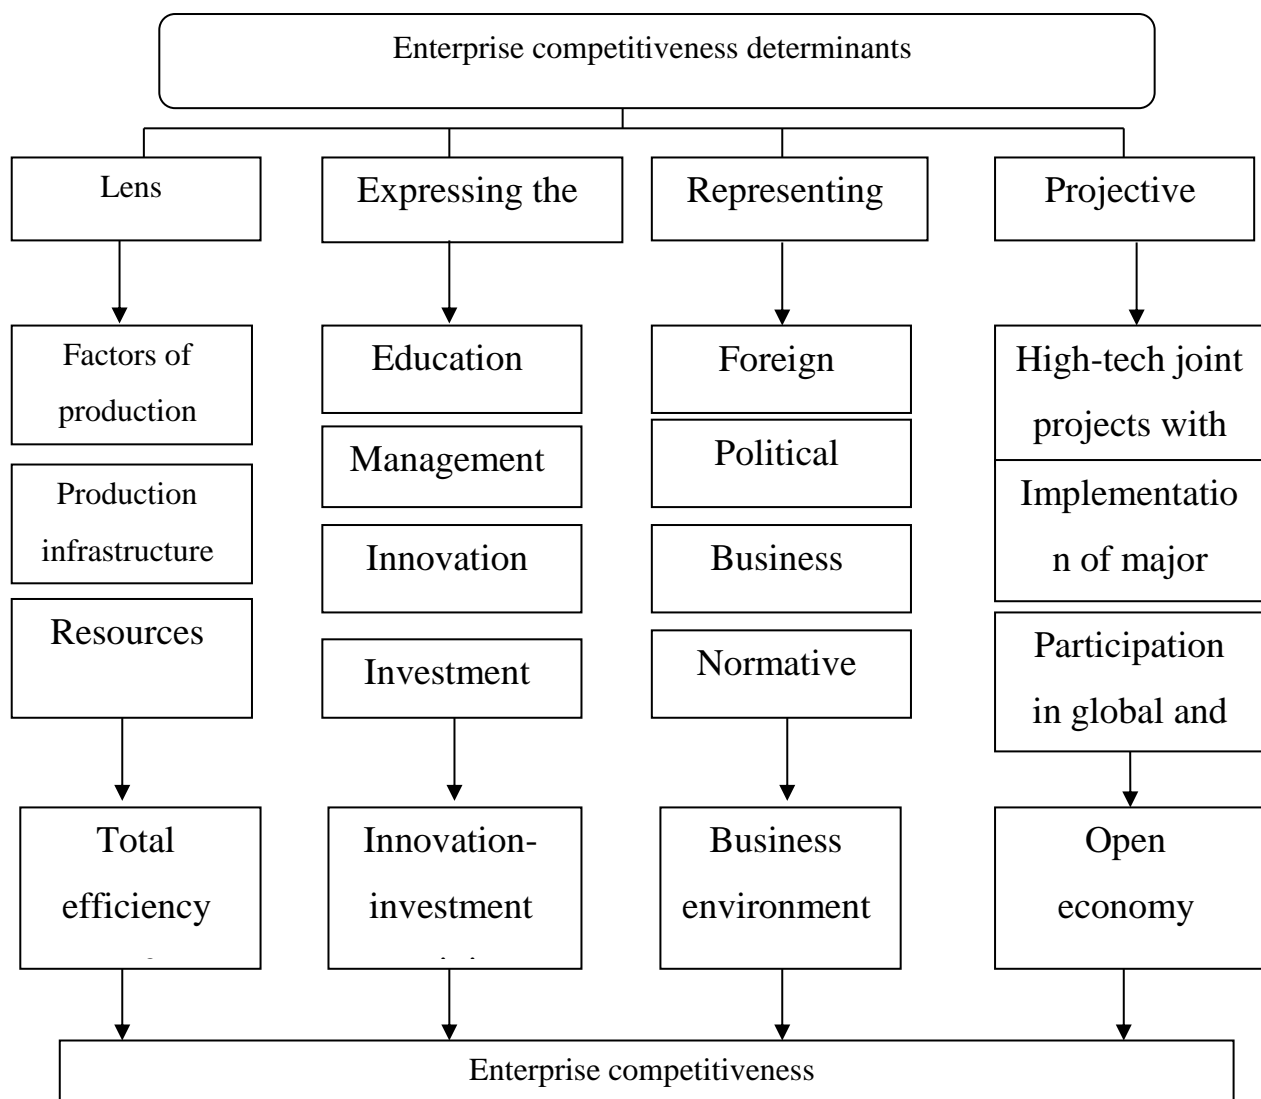 Enterprise competitiveness determinants
Lens
Expressing the
Representing
Projective
Factors of
production
Production
infrastructure
Resources
Education
Management
Innovation
Investment
Foreign
Political
Business
Normative
High-tech joint
projects with
Implementatio
n of major
Participation
in global and
Total
efficiency
Innovation-
investment
Business
environment
Open
economy
Enterprise competitiveness